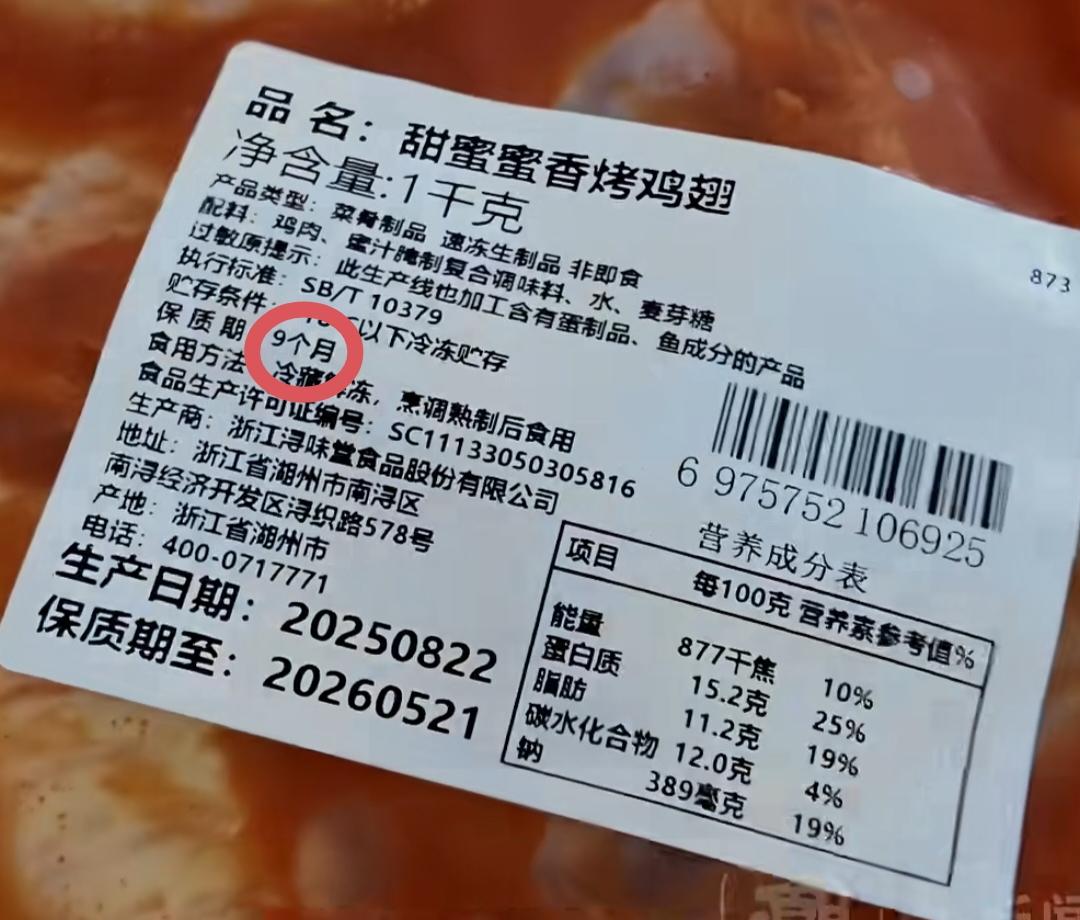 品 名：甜蜜蜜香烤鸡翅
净含量:1千克
产品类型：菜肴制品 速冻生制品 非即食
配料：鸡肉、蜜汁腌制复合调味料、水、麦芽糖
过敏原提示：此生产线也加工含有蛋制品、鱼成分的产品
执行标准：SB/T 10379
贮存条件 以下冷冻贮存
保质期 9个月
食用方法 冷藏解冻，烹调熟制后食用
食品生产许可证编号：SC11133050305816
生产商：浙江浔味堂食品股份有限公司
地址：浙江省湖州市南浔区
南浔经济开发区浔织路578号
产地：浙江省湖州市
电话：400-0717771
生产日期：20250822
保质期至：20260521
873
6 975752 106925
营养成分表
项目 每100克 营养素参考值%
能量 877千焦 10%
蛋白质 15.2克 25%
脂肪 11.2克 19%
碳水化合物 12.0克 4%
钠 389毫克 19%